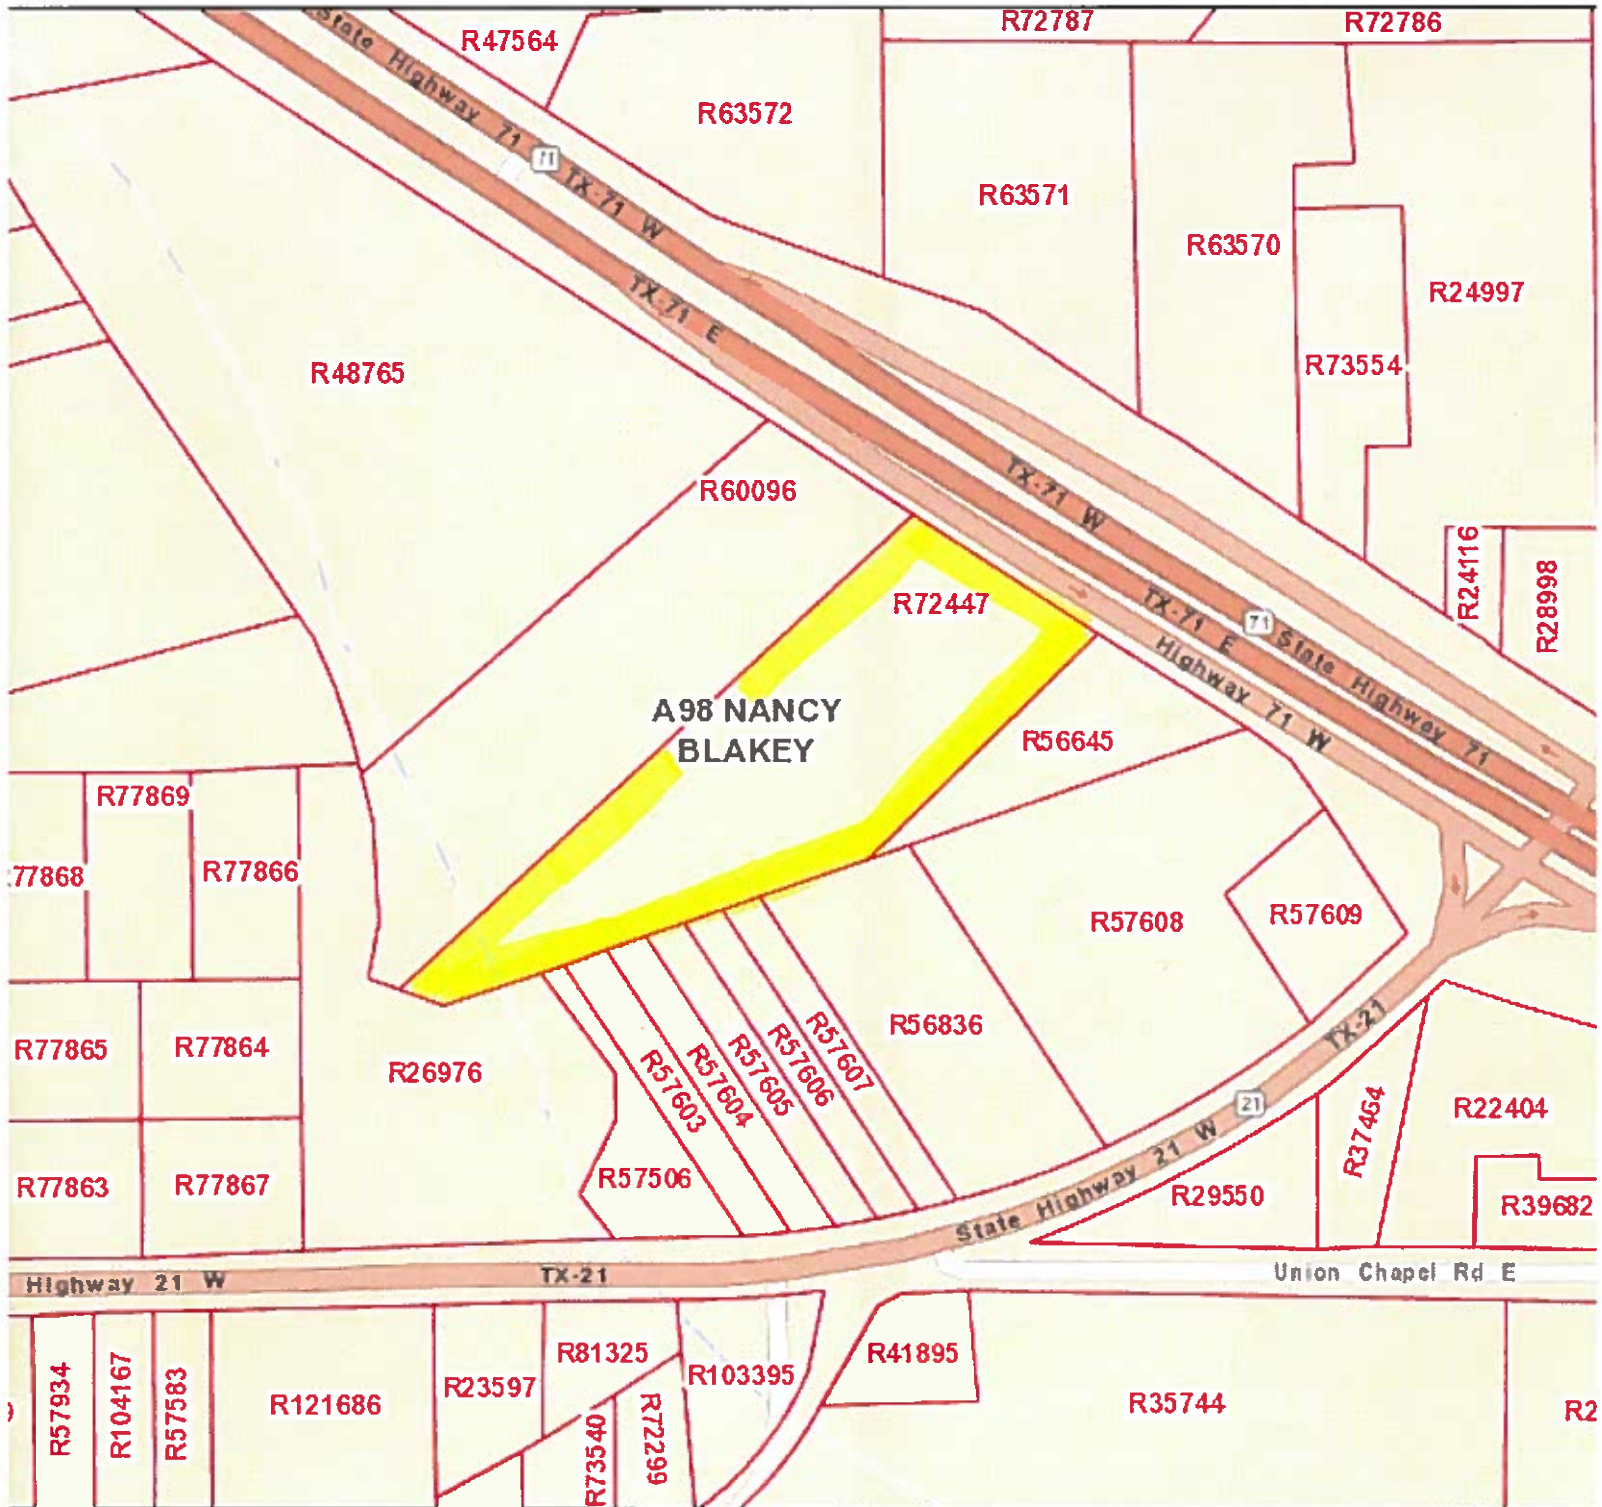 R47564
R72787
R72786
State Highway 71
71
TX-71 W
R63572
R63571
R63570
R24997
TX-71 E
R48765
R73554
R60096
TX-71 W
R24116
R28998
R72447
TX-71 E
71
State Highway 71
Highway 71 W
A98 NANCY
BLAKEY
R56645
R77869
77868
R77866
R57608
R57609
R56836
TX-21
R77865
R77864
R26976
R57603
R57604
R57605
R57606
R57607
21
R37464
R22404
R77863
R77867
R57506
State Highway 21 W
R29550
R39682
Highway 21 W
TX-21
Union Chapel Rd E
R57934
R104167
R57583
R121686
R23597
R81325
R73540
R72299
R103395
R41895
R35744
R2